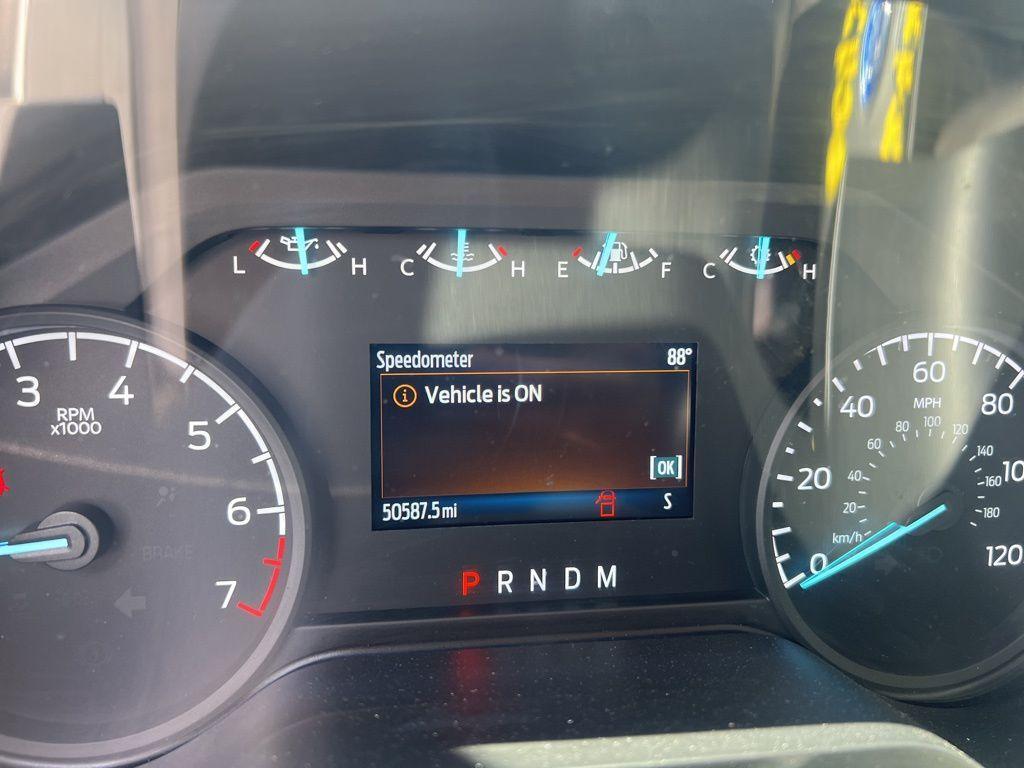 L H C H E F C H
Speedometer 88°
Vehicle is ON
[OK]
50587.5 mi S
P R N D M
3 4 5 6 7
RPM
x1000
BRAKE
0 20 40 60 80 120
MPH
20 40 60 80 100 120 140 160 180
km/h